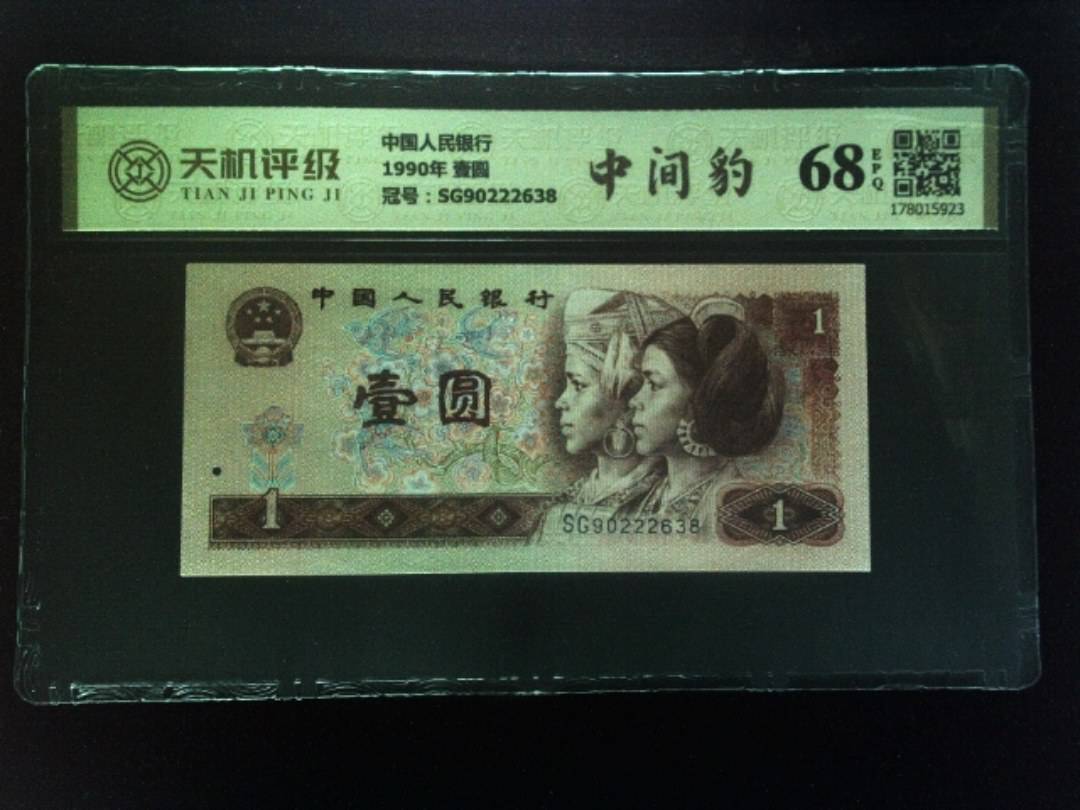 天机评级
TIAN JI PING JI
中国人民银行
1990年 壹圆
冠号：SG90222638
中间豹
68
EPQ
178015923
中國人民銀行
1
壹圆
1
SG90222638
1